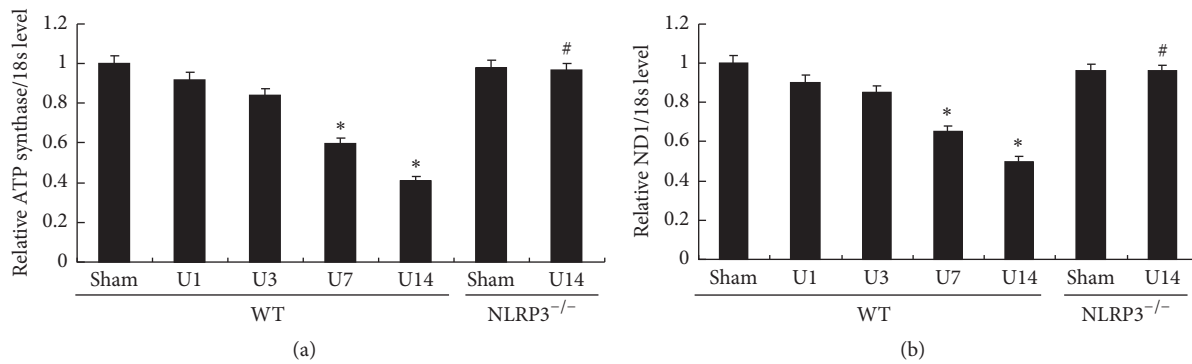 Relative ATP synthase/18s level
1.2
1
0.8
0.6
0.4
0.2
0
*
*
#
Sham U1 U3 U7 U14 Sham U14
WT NLRP3−/−
(a)
Relative ND1/18s level
1.2
1
0.8
0.6
0.4
0.2
0
*
*
#
Sham U1 U3 U7 U14 Sham U14
WT NLRP3−/−
(b)